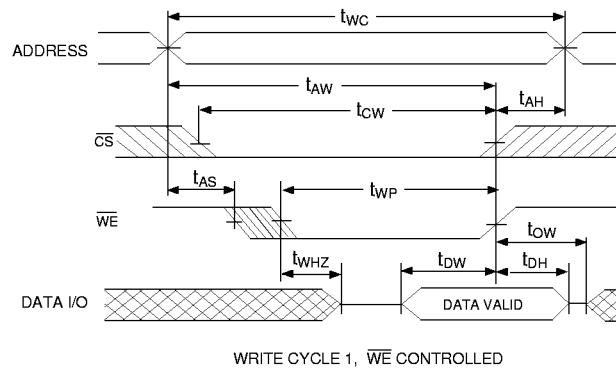 tWC
ADDRESS
tAW
tCW
tAH
CS
tAS
tWP
WE
tOW
tWHZ
tDW
tDH
DATA I/O
DATA VALID
WRITE CYCLE 1, WE CONTROLLED